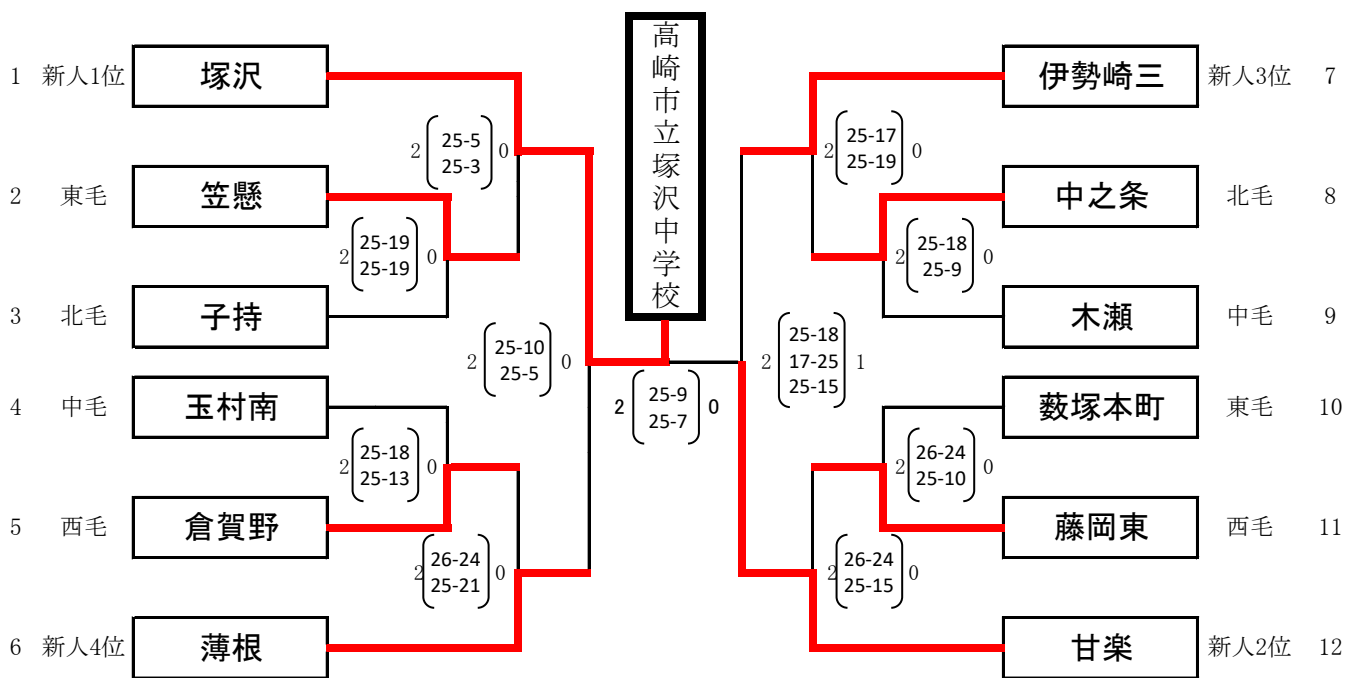 高崎市立塚沢中学校
1 新人1位 塚沢
2 東毛 笠懸
3 北毛 子持
4 中毛 玉村南
5 西毛 倉賀野
6 新人4位 薄根
2 25-5 0
25-3
2 25-19 0
25-19
2 25-10 0
25-5
2 25-18 0
25-13
2 26-24 0
25-21
2 25-9 0
25-7
伊勢崎三 新人3位 7
中之条 北毛 8
木瀬 中毛 9
薮塚本町 東毛 10
藤岡東 西毛 11
甘楽 新人2位 12
2 25-17 0
25-19
2 25-18 0
25-9
2 25-18 1
17-25
25-15
2 26-24 0
25-10
2 26-24 0
25-15